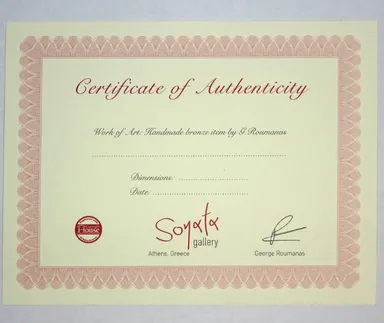 Certificate of Authenticity
Work of Art: Handmade bronze item by G.Roumanas
Dimensions:
Date:
House
Soyata
gallery
Athens, Greece
George Roumanas